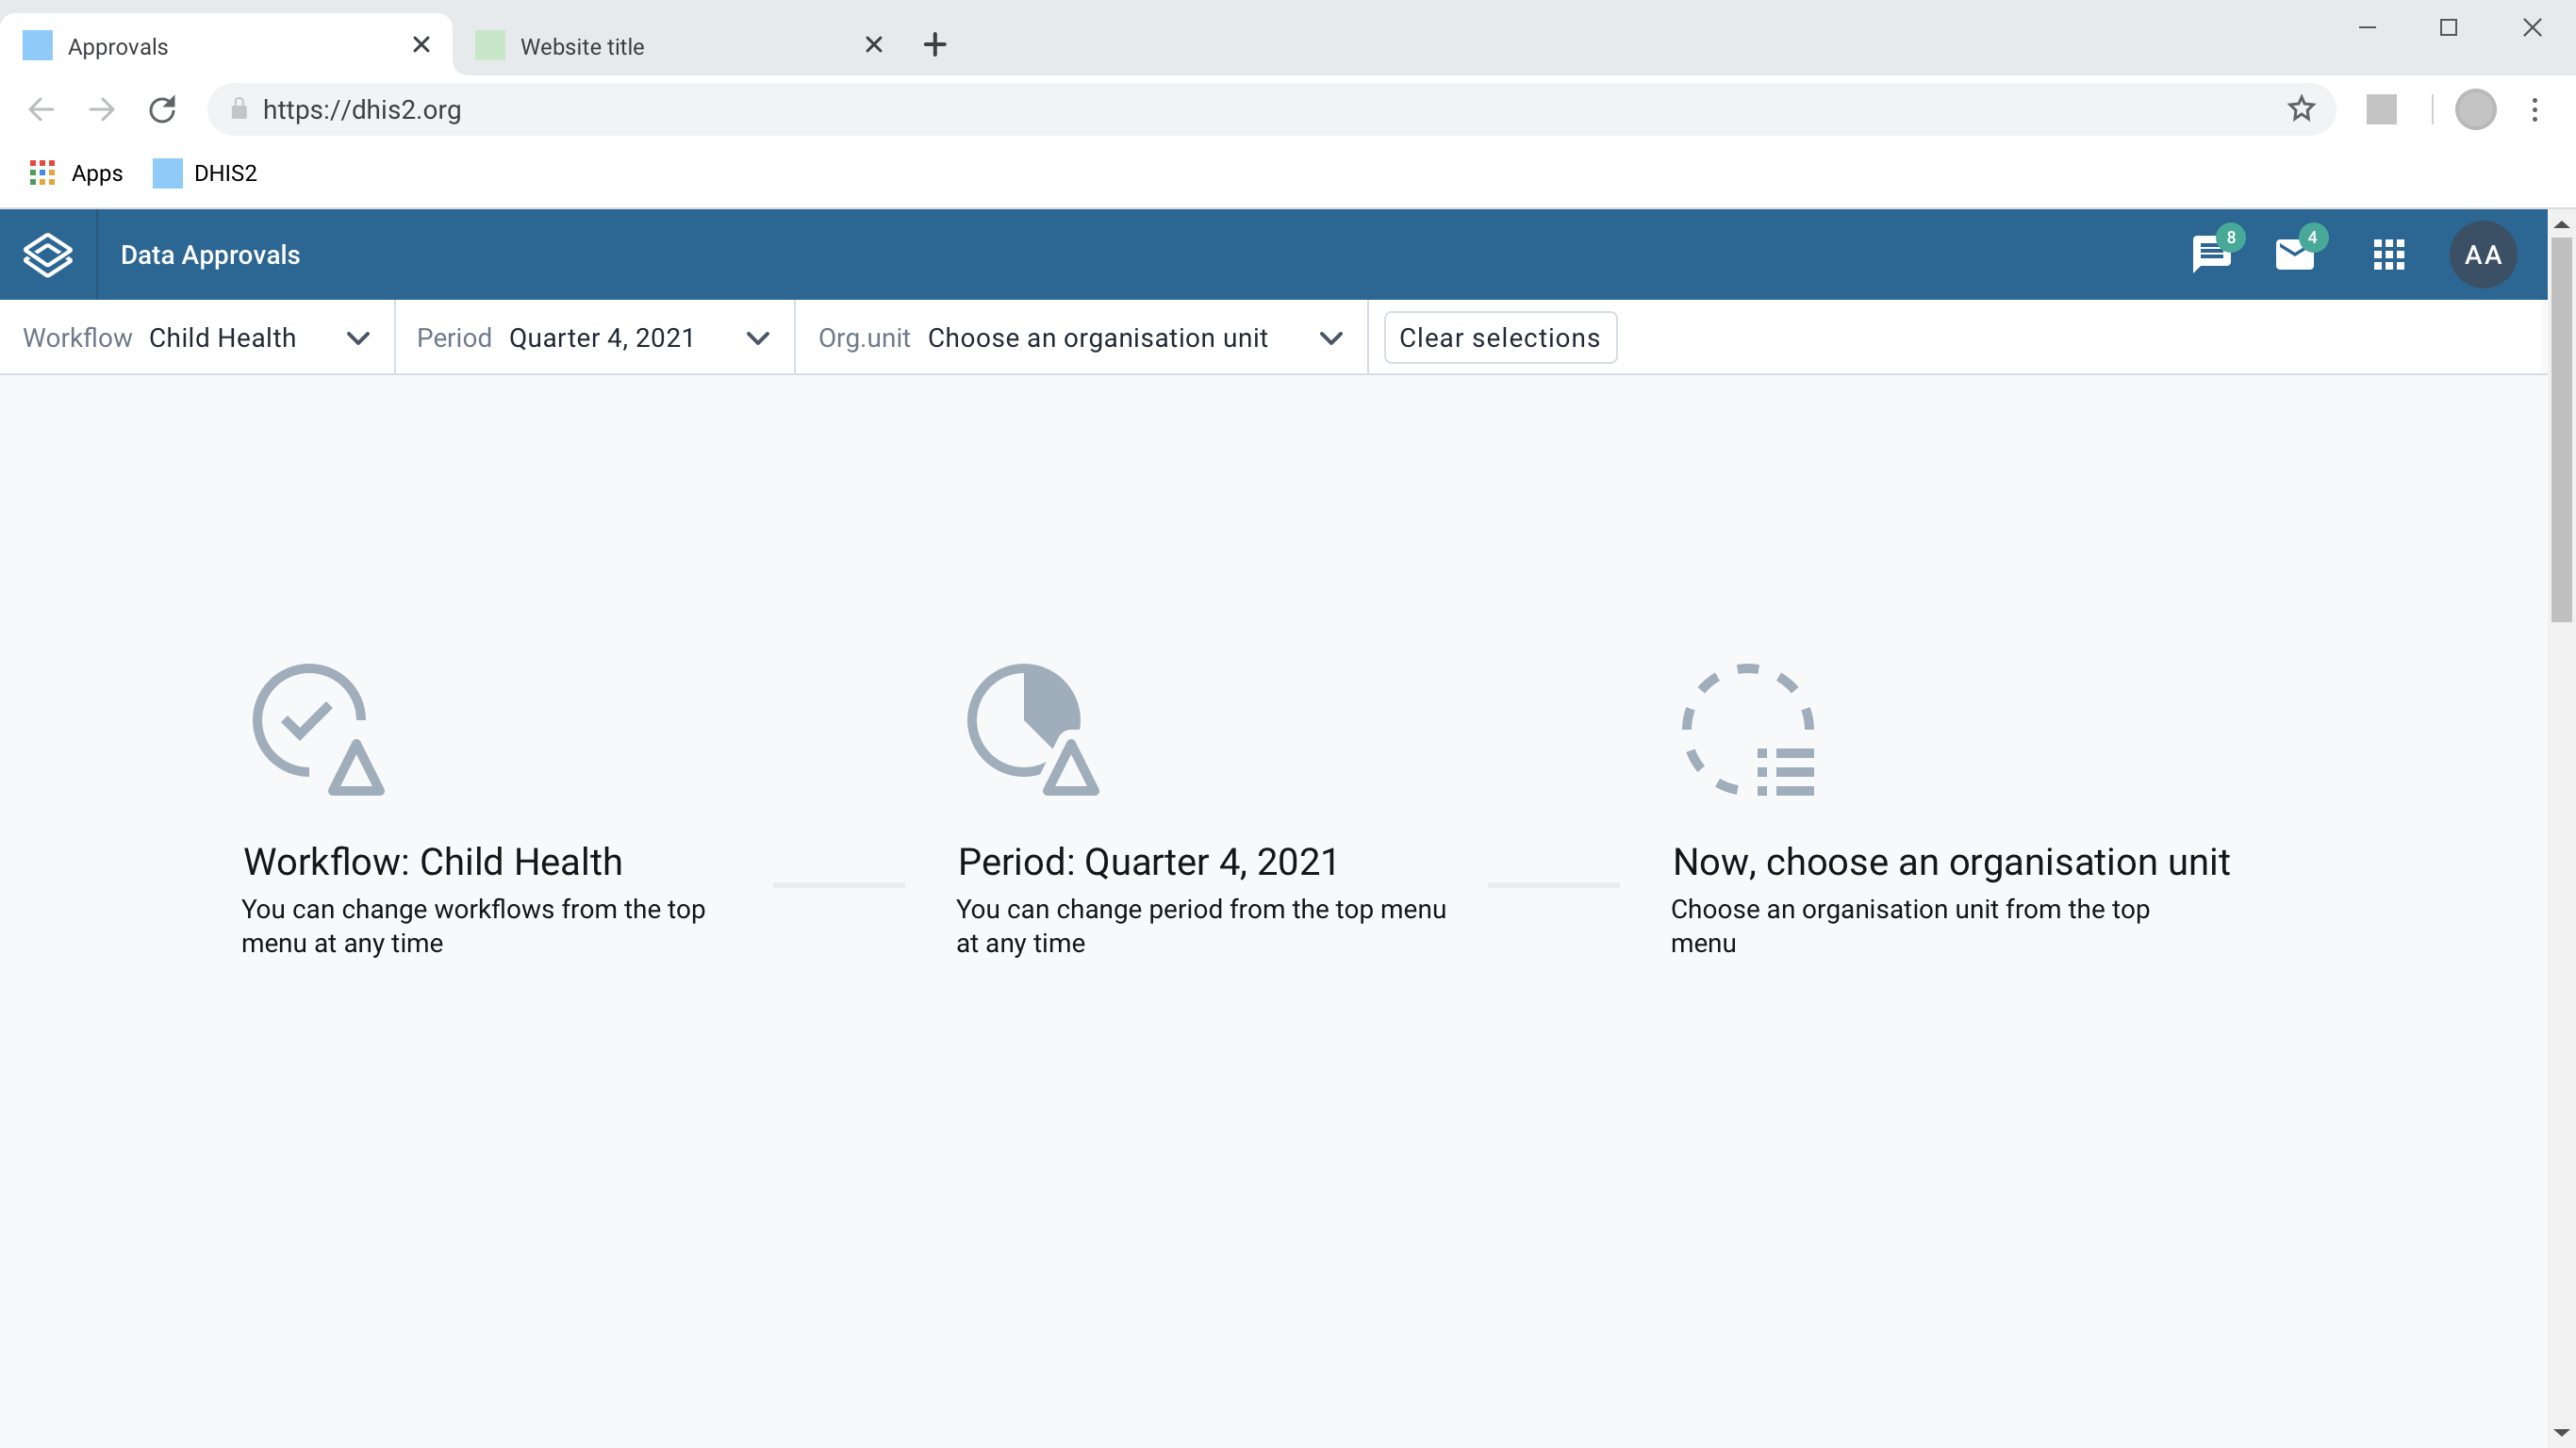 Approvals
Website title
https://dhis2.org
Apps
DHIS2
Data Approvals
8
4
AA
Workflow Child Health
Period Quarter 4, 2021
Org.unit Choose an organisation unit
Clear selections
Workflow: Child Health
You can change workflows from the top
menu at any time
Period: Quarter 4, 2021
You can change period from the top menu
at any time
Now, choose an organisation unit
Choose an organisation unit from the top
menu